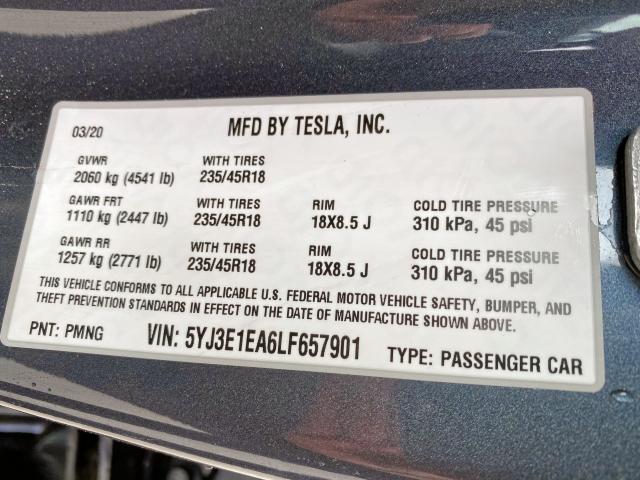 03/20 MFD BY TESLA, INC.
GVWR WITH TIRES
2060 kg (4541 lb) 235/45R18
GAWR FRT WITH TIRES RIM COLD TIRE PRESSURE
1110 kg (2447 lb) 235/45R18 18X8.5 J 310 kPa, 45 psi
GAWR RR WITH TIRES RIM COLD TIRE PRESSURE
1257 kg (2771 lb) 235/45R18 18X8.5 J 310 kPa, 45 psi
THIS VEHICLE CONFORMS TO ALL APPLICABLE U.S. FEDERAL MOTOR VEHICLE SAFETY, BUMPER, AND
THEFT PREVENTION STANDARDS IN EFFECT ON THE DATE OF MANUFACTURE SHOWN ABOVE.
PNT: PMNG VIN: 5YJ3E1EA6LF657901 TYPE: PASSENGER CAR